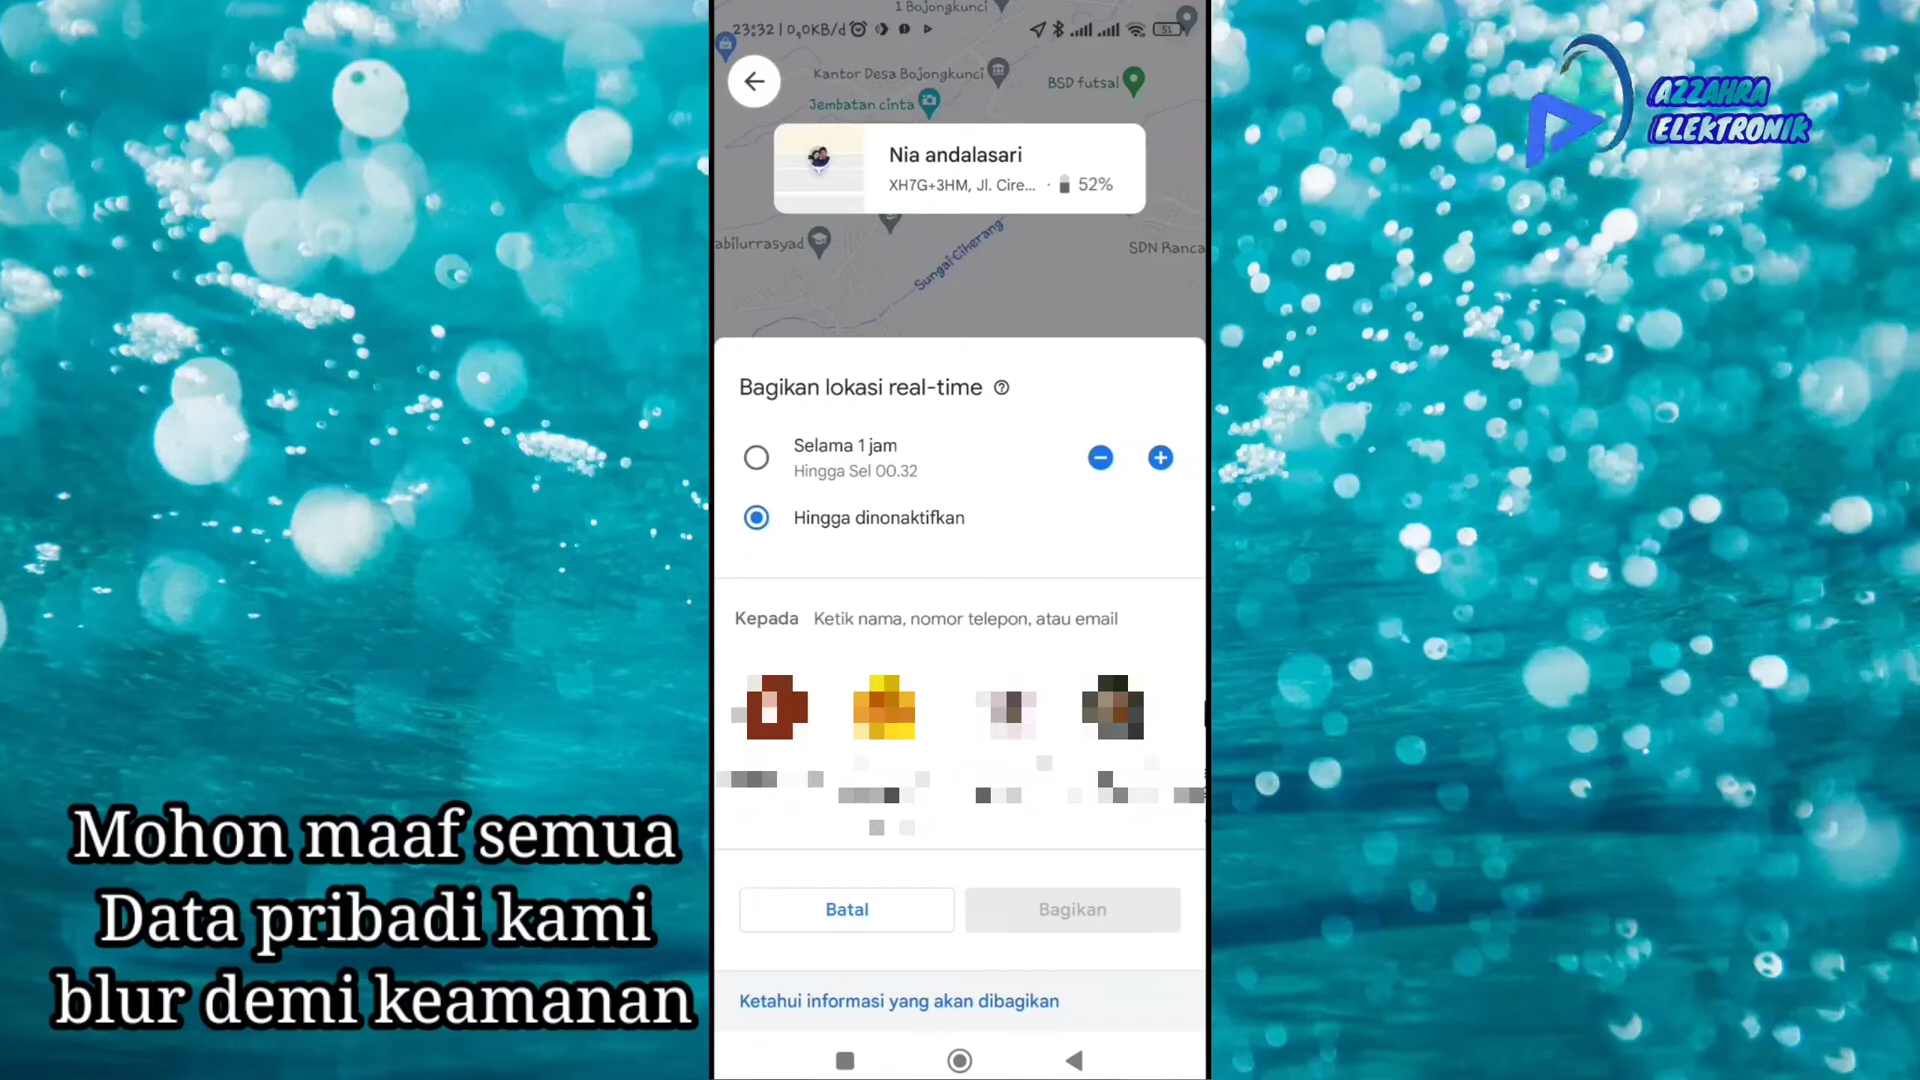 1 Bojongkunci
23:32 | 0,0KB/d
51
Kantor Desa Bojongkunci
BSD futsal
Jembatan cinta
AZZAHRA
ELEKTRONIK
Nia andalasari
XH7G+3HM, Jl. Cire... · 52%
abilurrasyad
Sungai Ciherang
SDN Ranca
Bagikan lokasi real-time
Selama 1 jam
Hingga Sel 00.32
Hingga dinonaktifkan
Kepada Ketik nama, nomor telepon, atau email
Mohon maaf semua
Data pribadi kami
blur demi keamanan
Batal
Bagikan
Ketahui informasi yang akan dibagikan